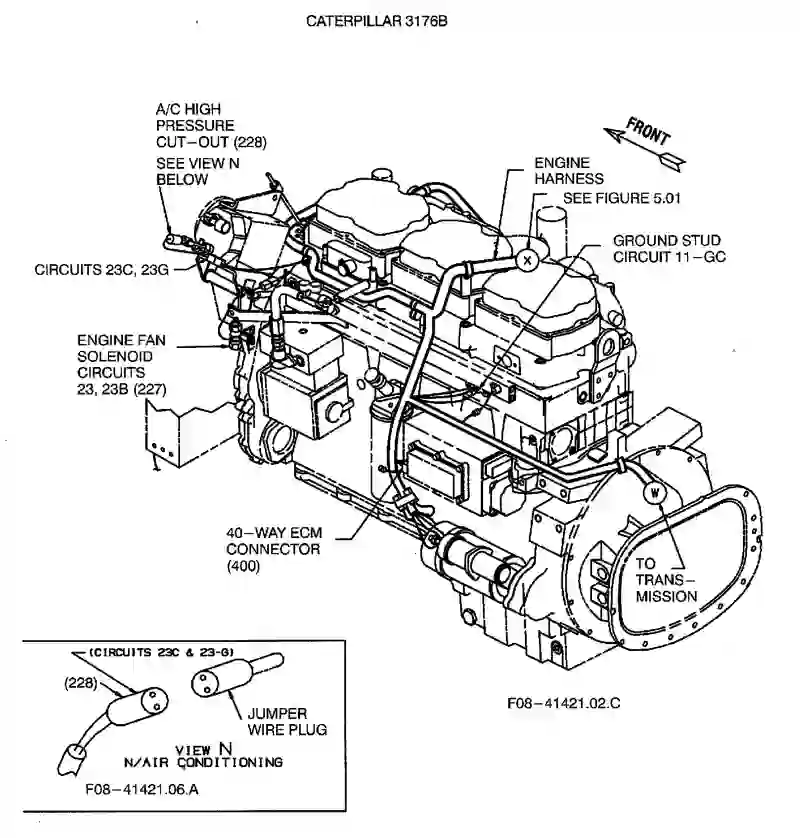 CATERPILLAR 3176B
A/C HIGH
PRESSURE
CUT-OUT (228)
SEE VIEW N
BELOW
FRONT
ENGINE
HARNESS
SEE FIGURE 5.01
X
GROUND STUD
CIRCUIT 11-GC
CIRCUITS 23C, 23G
ENGINE FAN
SOLENOID
CIRCUITS
23, 23B (227)
W
40-WAY ECM
CONNECTOR
(400)
TO
TRANS-
MISSION
F08-41421.02.C
(CIRCUITS 23C & 23-G)
(228)
JUMPER
WIRE PLUG
VIEW N
N/AIR CONDITIONING
F08-41421.06.A